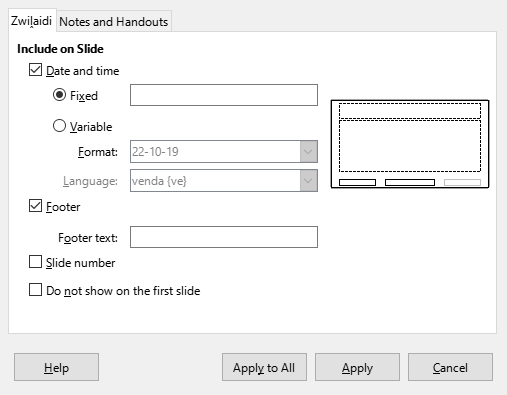 Zwiḽaidi Notes and Handouts
Include on Slide
Date and time
Fixed
Variable
Format: 22-10-19
Language: venda {ve}
Footer
Footer text:
Slide number
Do not show on the first slide
Help Apply to All Apply Cancel